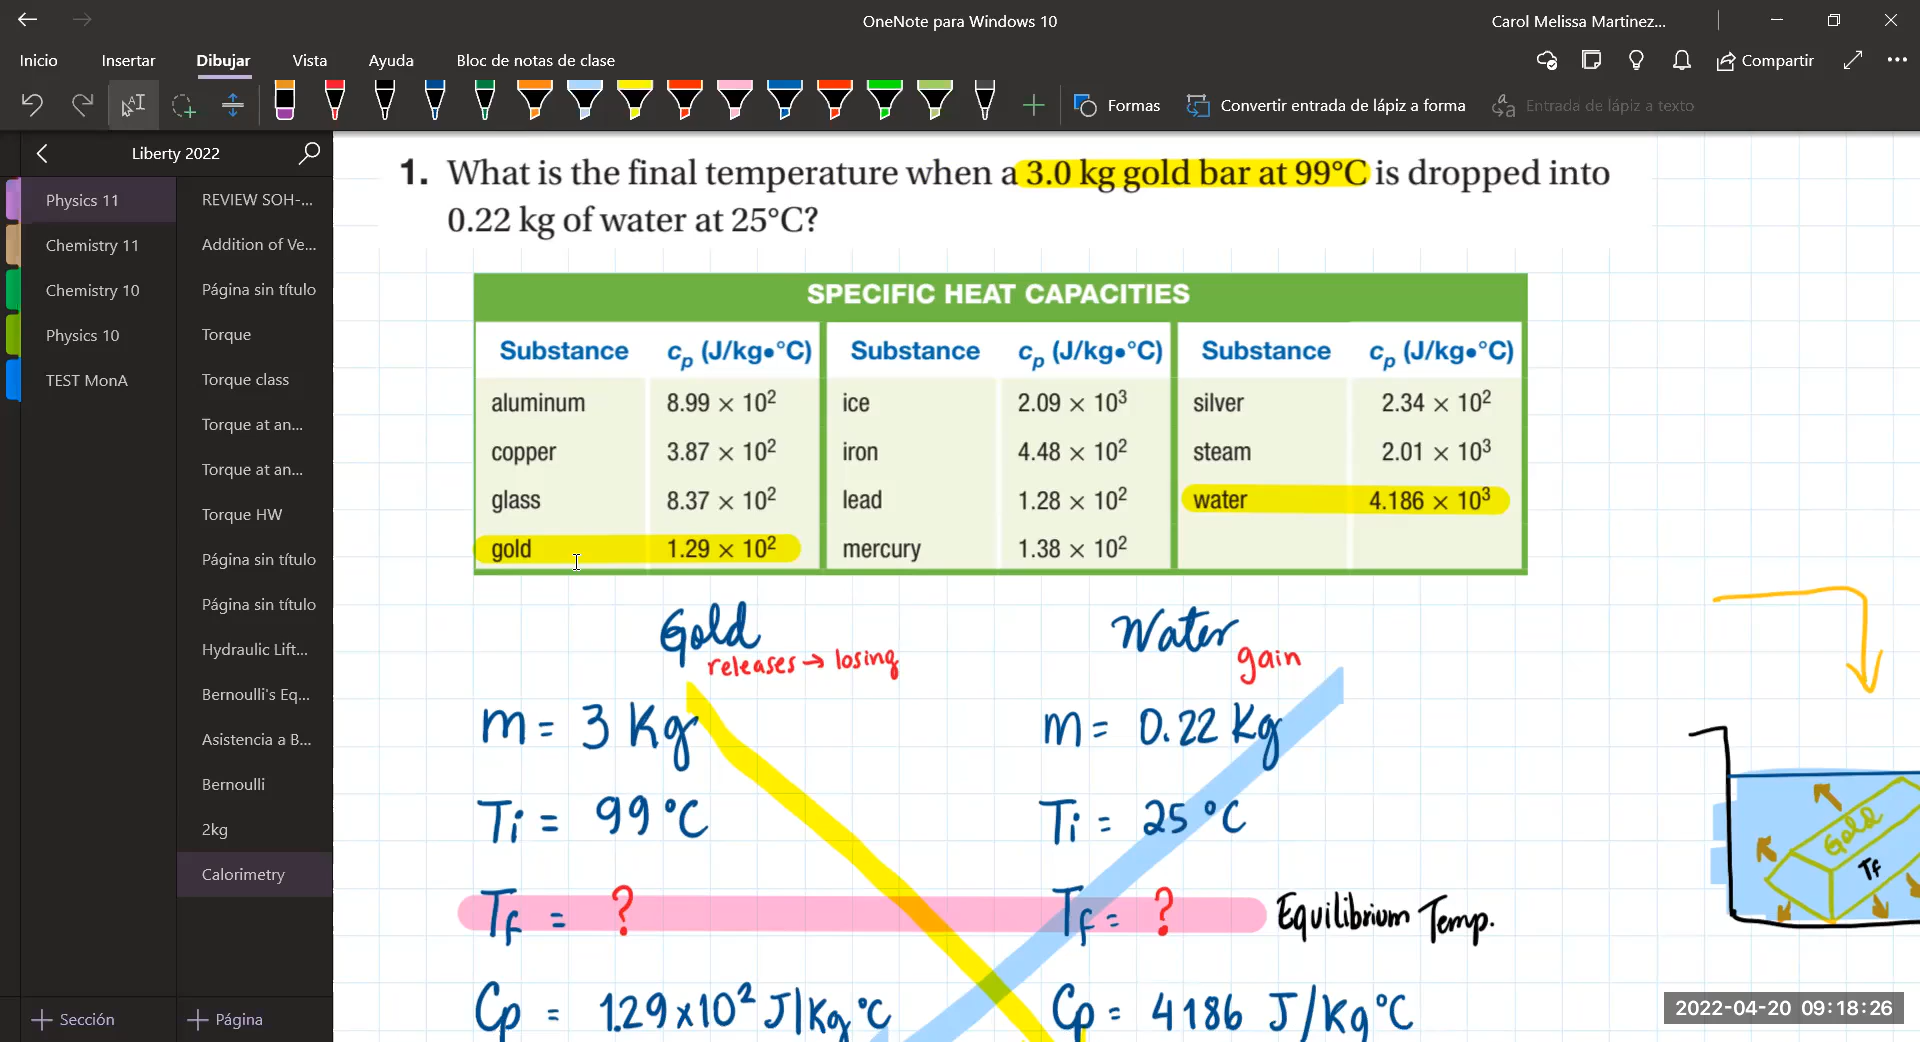 OneNote para Windows 10
Carol Melissa Martinez...
Inicio
Insertar
Dibujar
Vista
Ayuda
Bloc de notas de clase
Compartir
Formas
Convertir entrada de lápiz a forma
Entrada de lápiz a texto
Liberty 2022
Physics 11
Chemistry 11
Chemistry 10
Physics 10
TEST MonA
REVIEW SOH-...
Addition of Ve...
Página sin título
Torque
Torque class
Torque at an...
Torque at an...
Torque HW
Página sin título
Página sin título
Hydraulic Lift...
Bernoulli's Eq...
Asistencia a B...
Bernoulli
2kg
Calorimetry
Sección
Página
1. What is the final temperature when a 3.0 kg gold bar at 99°C is dropped into
0.22 kg of water at 25°C?
SPECIFIC HEAT CAPACITIES
Substance cp (J/kg•°C) Substance cp (J/kg•°C) Substance cp (J/kg•°C)
aluminum 8.99 × 10² ice 2.09 × 10³ silver 2.34 × 10²
copper 3.87 × 10² iron 4.48 × 10² steam 2.01 × 10³
glass 8.37 × 10² lead 1.28 × 10² water 4.186 × 10³
gold 1.29 × 10² mercury 1.38 × 10²
Gold Water
releases → losing gain
m = 3 Kg m = 0.22 Kg
Ti = 99 °C Ti = 25 °C
Tf = ? Tf = ? Equilibrium Temp.
Cp = 1.29x10² J/Kg°C Cp = 4186 J/Kg°C
Gold
Tf
2022-04-20 09:18:26